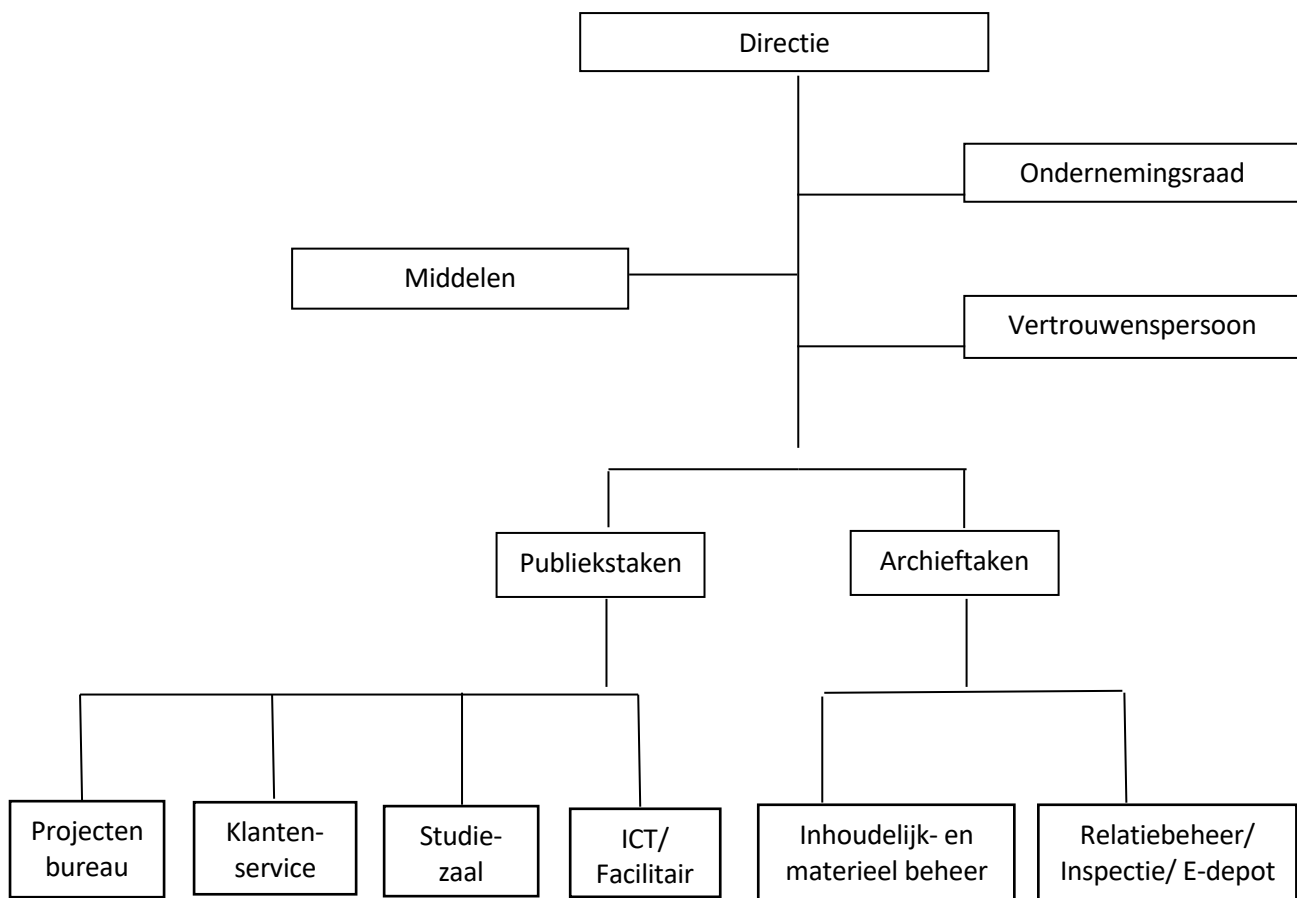 Directie
Ondernemingsraad
Middelen
Vertrouwenspersoon
Publiekstaken
Archieftaken
Projecten
bureau
Klanten-
service
Studie-
zaal
ICT/
Facilitair
Inhoudelijk- en
materieel beheer
Relatiebeheer/
Inspectie/ E-depot